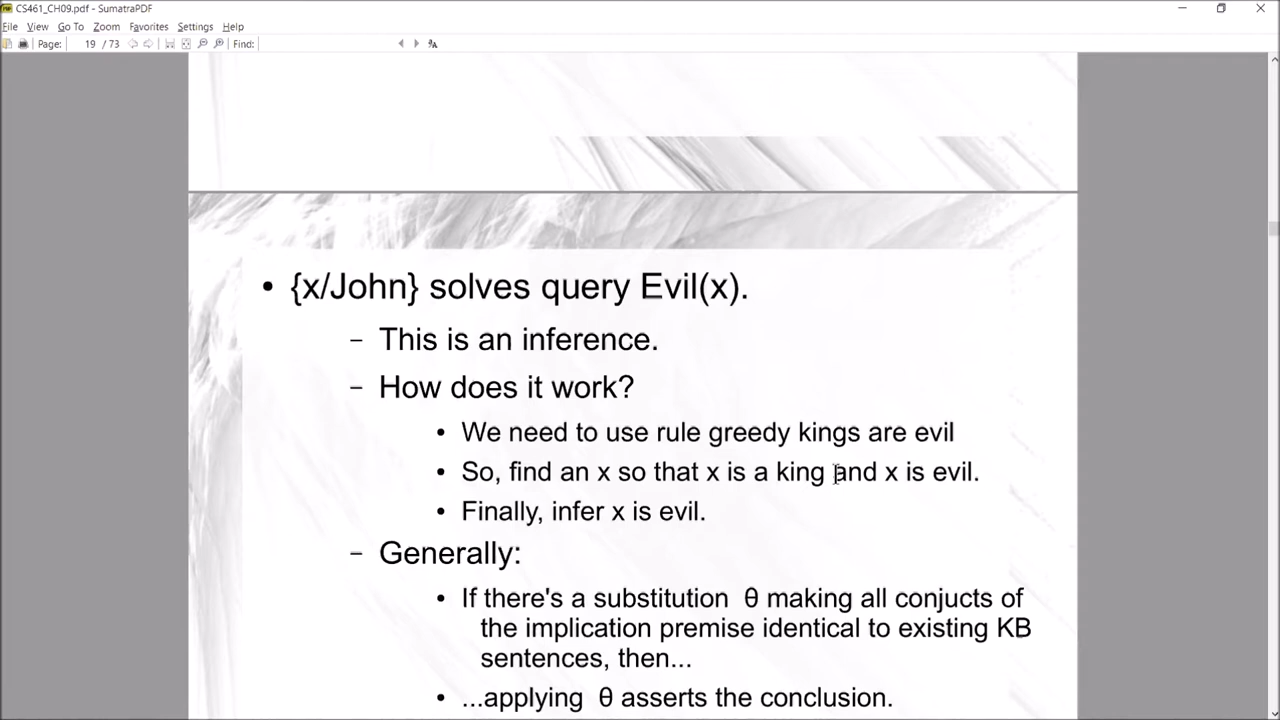 CS461_CH09.pdf - SumatraPDF
File View Go To Zoom Favorites Settings Help
Page: 19 / 73 Find:
• {x/John} solves query Evil(x).
– This is an inference.
– How does it work?
• We need to use rule greedy kings are evil
• So, find an x so that x is a king and x is evil.
• Finally, infer x is evil.
– Generally:
• If there's a substitution θ making all conjucts of
the implication premise identical to existing KB
sentences, then...
• ...applying θ asserts the conclusion.